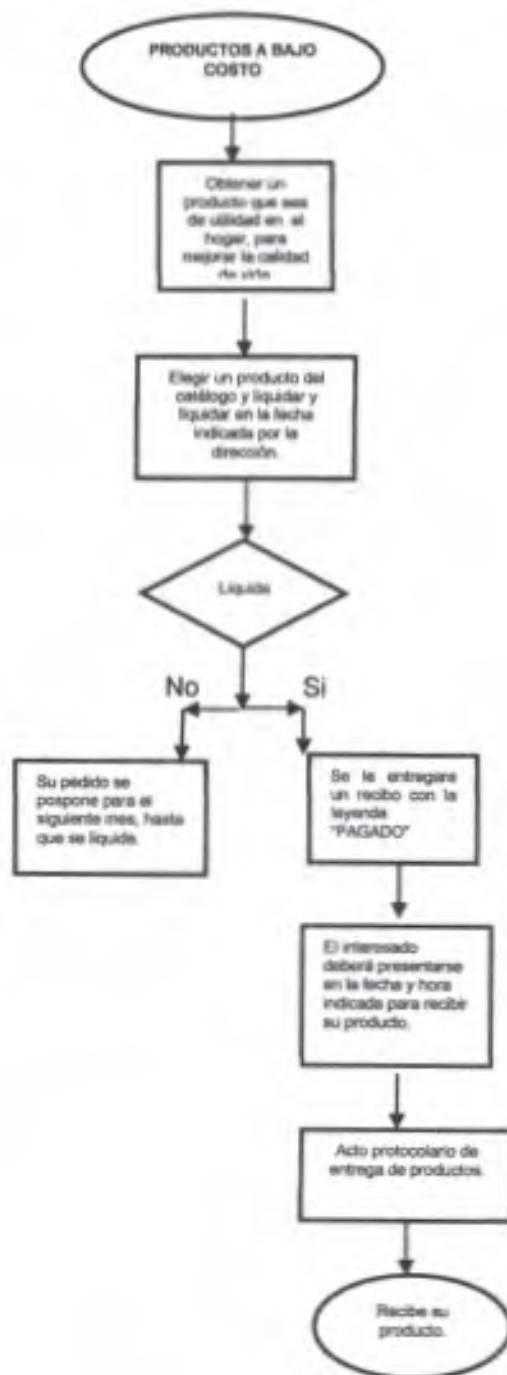 PRODUCTOS A BAJO
COSTO
Obtener un
producto que sea
de utilidad en el
hogar, para
mejorar la calidad
de vida
Elegir un producto del
catálogo y liquidar y
liquidar en la fecha
indicada por la
dirección.
Liquida
No
Si
Su pedido se
pospone para el
siguiente mes, hasta
que se liquide.
Se le entregara
un recibo con la
leyenda
"PAGADO"
El interesado
deberá presentarse
en la fecha y hora
indicada para recibir
su producto.
Acto protocolario de
entrega de productos.
Recibe su
producto.